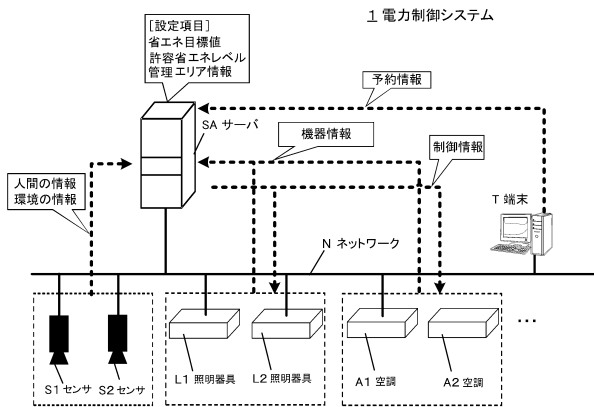 1 電力制御システム
[設定項目]
省エネ目標値
許容省エネレベル
管理エリア情報
予約情報
SA サーバ
機器情報
制御情報
人間の情報
環境の情報
T 端末
N ネットワーク
S1センサ
S2センサ
L1 照明器具
L2 照明器具
A1 空調
A2 空調
...